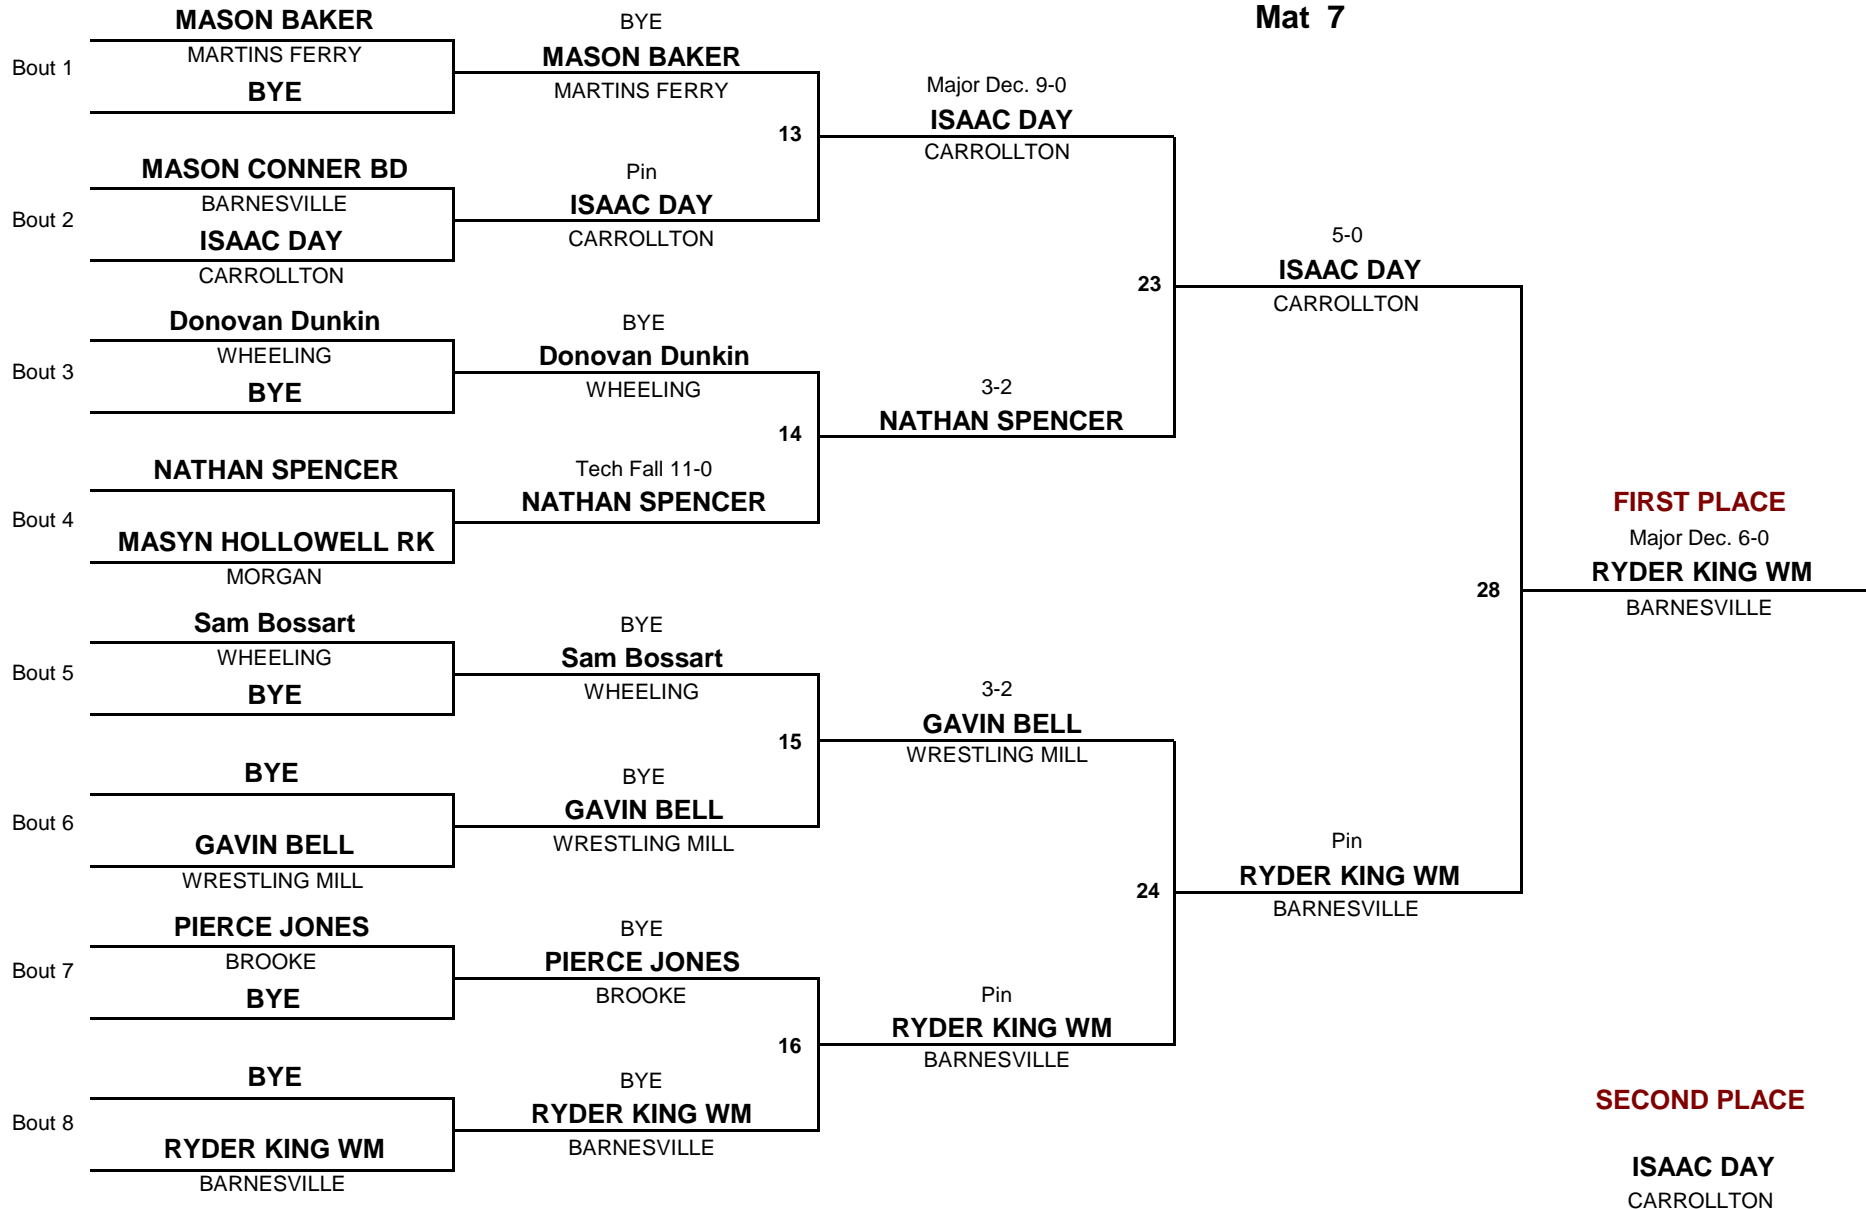 Mat 7
MASON BAKER
MARTINS FERRY
Bout 1
BYE
MASON CONNER BD
BARNESVILLE
Bout 2
ISAAC DAY
CARROLLTON
Donovan Dunkin
WHEELING
Bout 3
BYE
NATHAN SPENCER
Bout 4
MASYN HOLLOWELL RK
MORGAN
Sam Bossart
WHEELING
Bout 5
BYE
BYE
Bout 6
GAVIN BELL
WRESTLING MILL
PIERCE JONES
BROOKE
Bout 7
BYE
BYE
Bout 8
RYDER KING WM
BARNESVILLE
BYE
MASON BAKER
MARTINS FERRY
13
Pin
ISAAC DAY
CARROLLTON
BYE
Donovan Dunkin
WHEELING
14
Tech Fall 11-0
NATHAN SPENCER
BYE
Sam Bossart
WHEELING
15
BYE
GAVIN BELL
WRESTLING MILL
BYE
PIERCE JONES
BROOKE
16
BYE
RYDER KING WM
BARNESVILLE
Major Dec. 9-0
ISAAC DAY
CARROLLTON
23
3-2
NATHAN SPENCER
3-2
GAVIN BELL
WRESTLING MILL
24
Pin
RYDER KING WM
BARNESVILLE
5-0
ISAAC DAY
CARROLLTON
28
Pin
RYDER KING WM
BARNESVILLE
FIRST PLACE
Major Dec. 6-0
RYDER KING WM
BARNESVILLE
SECOND PLACE
ISAAC DAY
CARROLLTON